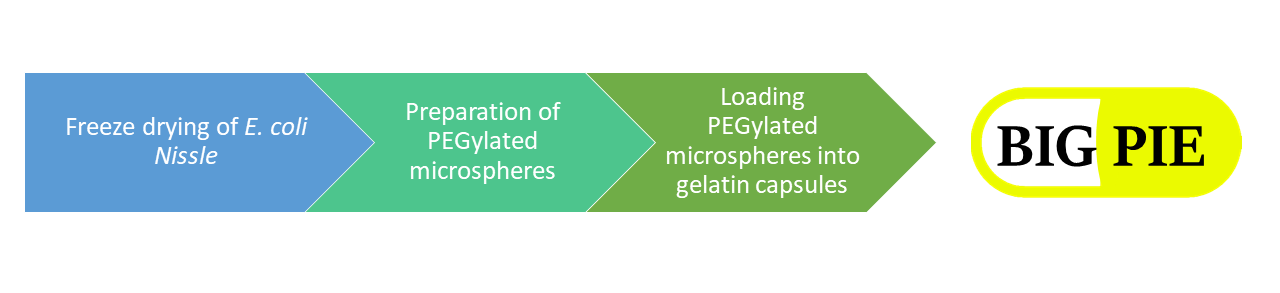 Freeze drying of E. coli
Nissle
Preparation of
PEGylated
microspheres
Loading
PEGylated
microspheres into
gelatin capsules
BIG PIE